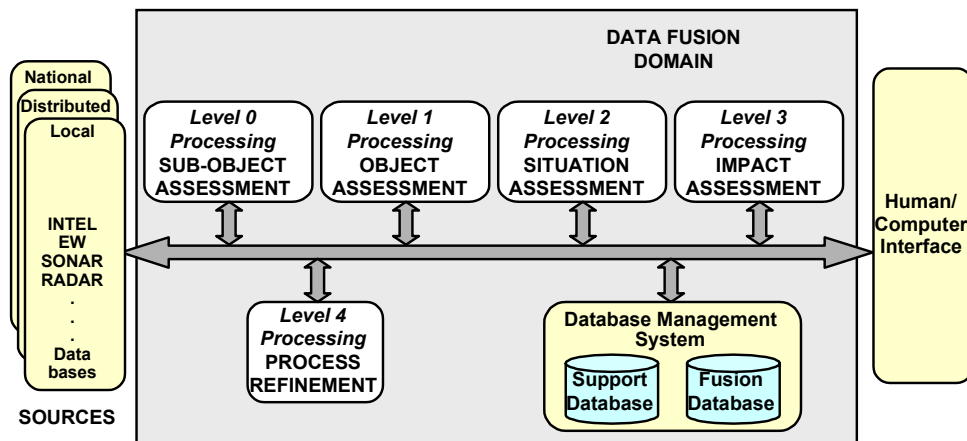 DATA FUSION
DOMAIN
National
Distributed
Local
INTEL
EW
SONAR
RADAR
.
.
.
Data
bases
SOURCES
Level 0
Processing
SUB-OBJECT
ASSESSMENT
Level 1
Processing
OBJECT
ASSESSMENT
Level 2
Processing
SITUATION
ASSESSMENT
Level 3
Processing
IMPACT
ASSESSMENT
Human/
Computer
Interface
Level 4
Processing
PROCESS
REFINEMENT
Database Management
System
Support
Database
Fusion
Database